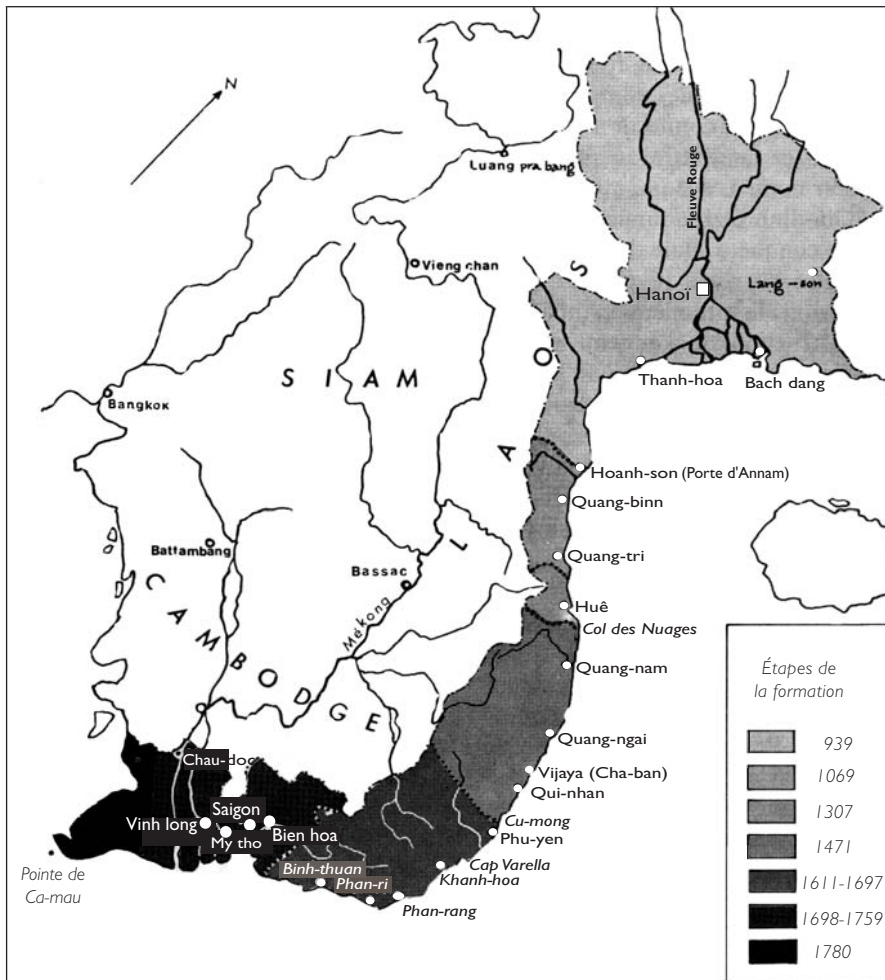 N
Luang pra bang
Fleuve Rouge
Vieng chan
Hanoï
Lang-son
SIAM
LAOS
Thanh-hoa
Bach dang
Bangkok
Hoanh-son (Porte d'Annam)
Quang-binn
Battambang
Quang-tri
Bassac
Mékong
Huê
Col des Nuages
CAMBODGE
Quang-nam
Quang-ngai
Chau-doc
Vijaya (Cha-ban)
Qui-nhan
Saigon
Vinh long
Bien hoa
My tho
Cu-mong
Phu-yen
Cap Varella
Khanh-hoa
Binh-thuan
Phan-ri
Phan-rang
Pointe de
Ca-mau
Étapes de
la formation
939
1069
1307
1471
1611-1697
1698-1759
1780